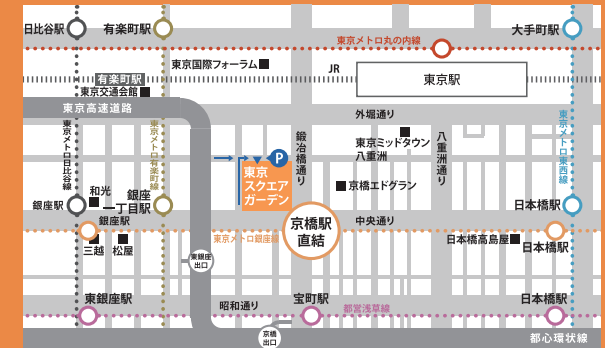 日比谷駅
有楽町駅
大手町駅
東京メトロ丸の内線
東京国際フォーラム
JR
東京駅
有楽町駅
東京交通会館
東京高速道路
外堀通り
東京メトロ日比谷線
東京メトロ有楽町線
鍛冶橋通り
東京ミッドタウン
八重洲
八重洲通り
東京メトロ東西線
P
東京
スクエア
ガーデン
京橋エドグラン
和光
銀座駅
銀座
一丁目駅
日本橋駅
銀座駅
中央通り
京橋駅
直結
東京メトロ銀座線
三越
松屋
日本橋髙島屋
日本橋駅
東銀座
出口
東銀座駅
昭和通り
宝町駅
都営浅草線
日本橋駅
京橋
出口
都心環状線